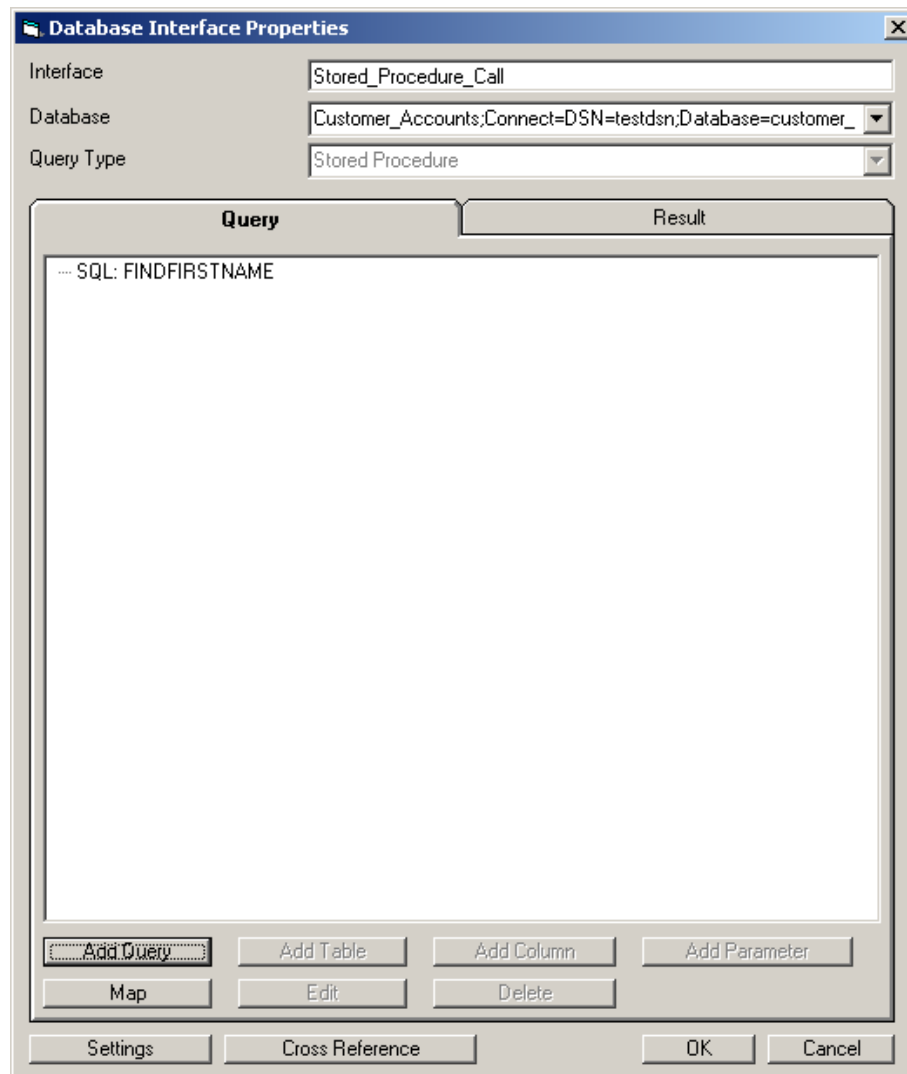 Database Interface Properties
Interface
Stored_Procedure_Call
Database
Customer_Accounts;Connect=DSN=testdsn;Database=customer_
Query Type
Stored Procedure
Query
Result
SQL: FINDFIRSTNAME
Add Query
Add Table
Add Column
Add Parameter
Map
Edit
Delete
Settings
Cross Reference
OK
Cancel